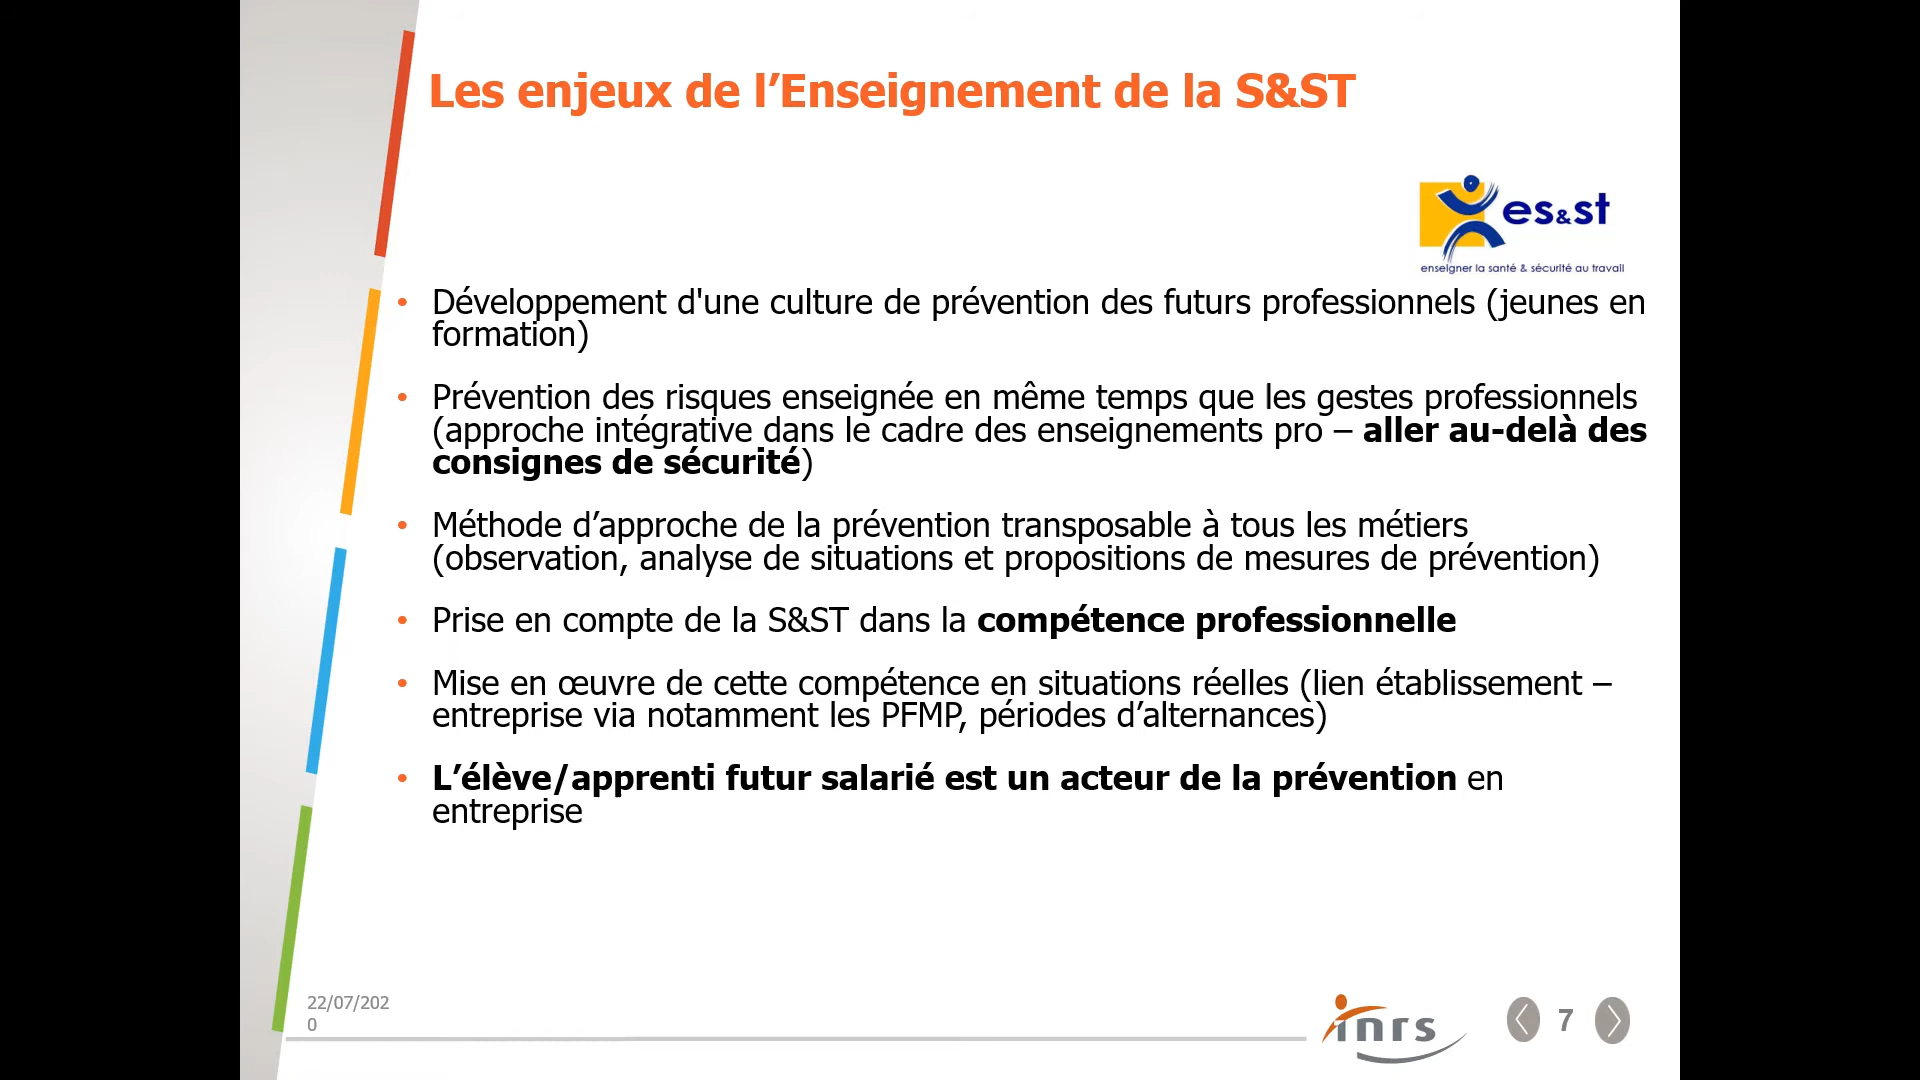 Les enjeux de l’Enseignement de la S&ST
es&st
enseigner la santé & sécurité au travail
• Développement d'une culture de prévention des futurs professionnels (jeunes en
formation)
• Prévention des risques enseignée en même temps que les gestes professionnels
(approche intégrative dans le cadre des enseignements pro – aller au-delà des
consignes de sécurité)
• Méthode d’approche de la prévention transposable à tous les métiers
(observation, analyse de situations et propositions de mesures de prévention)
• Prise en compte de la S&ST dans la compétence professionnelle
• Mise en œuvre de cette compétence en situations réelles (lien établissement –
entreprise via notamment les PFMP, périodes d’alternances)
• L’élève/apprenti futur salarié est un acteur de la prévention en
entreprise
22/07/202
0
inrs
7